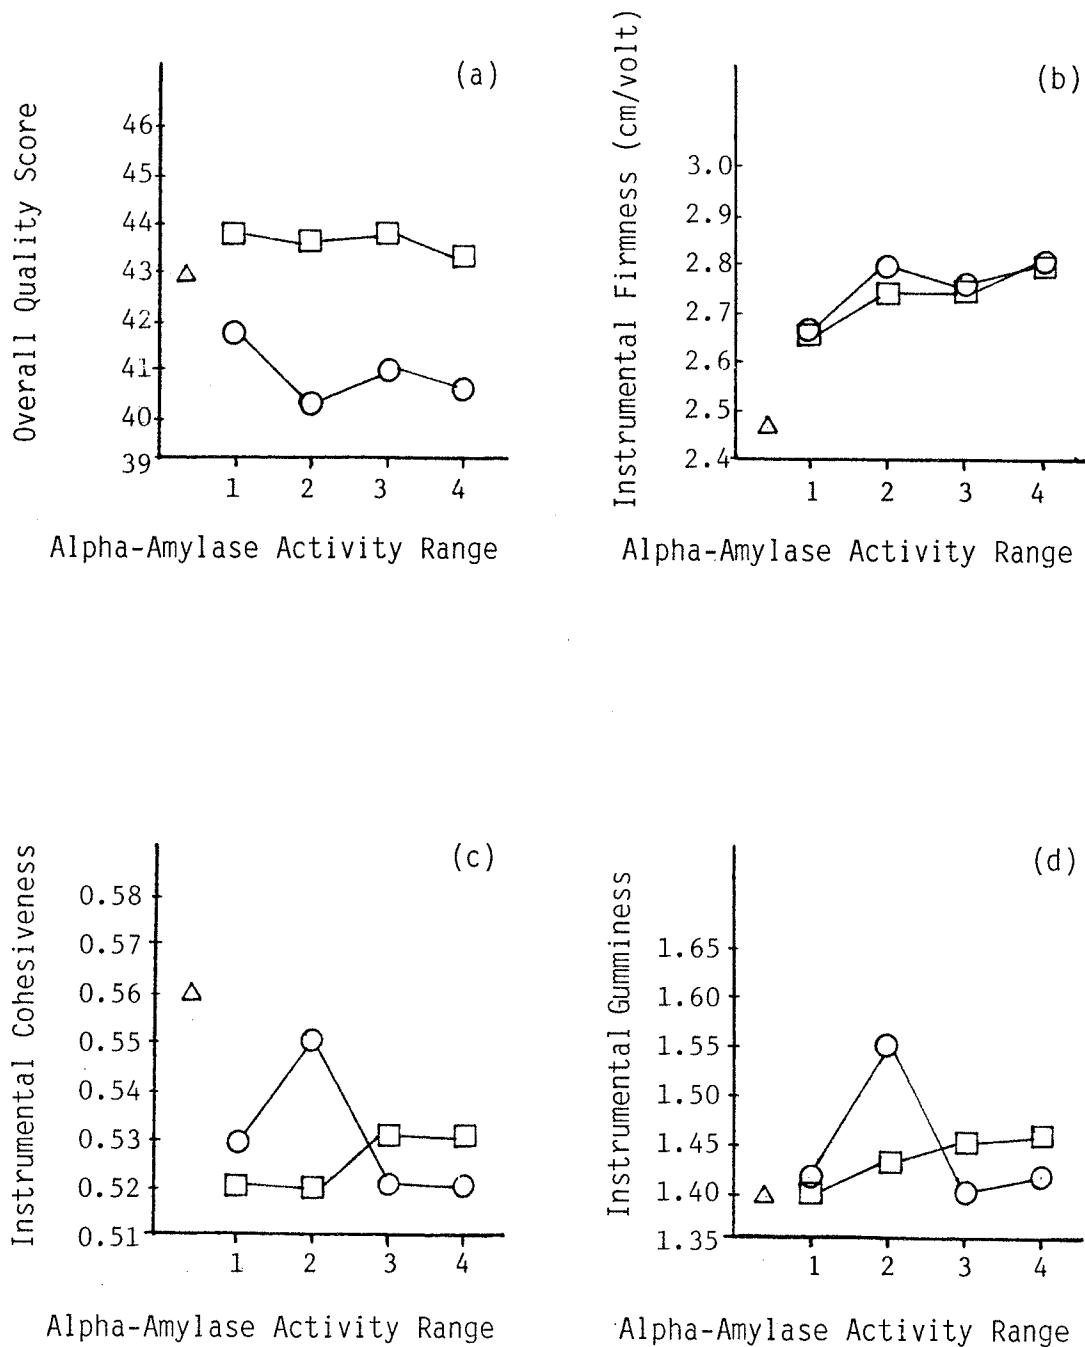 (a)
Overall Quality Score
46
45
44
43
42
41
40
39
1 2 3 4
Alpha-Amylase Activity Range
(b)
Instrumental Firmness (cm/volt)
3.0
2.9
2.8
2.7
2.6
2.5
2.4
1 2 3 4
Alpha-Amylase Activity Range
(c)
Instrumental Cohesiveness
0.58
0.57
0.56
0.55
0.54
0.53
0.52
0.51
1 2 3 4
Alpha-Amylase Activity Range
(d)
Instrumental Gumminess
1.65
1.60
1.55
1.50
1.45
1.40
1.35
1 2 3 4
Alpha-Amylase Activity Range